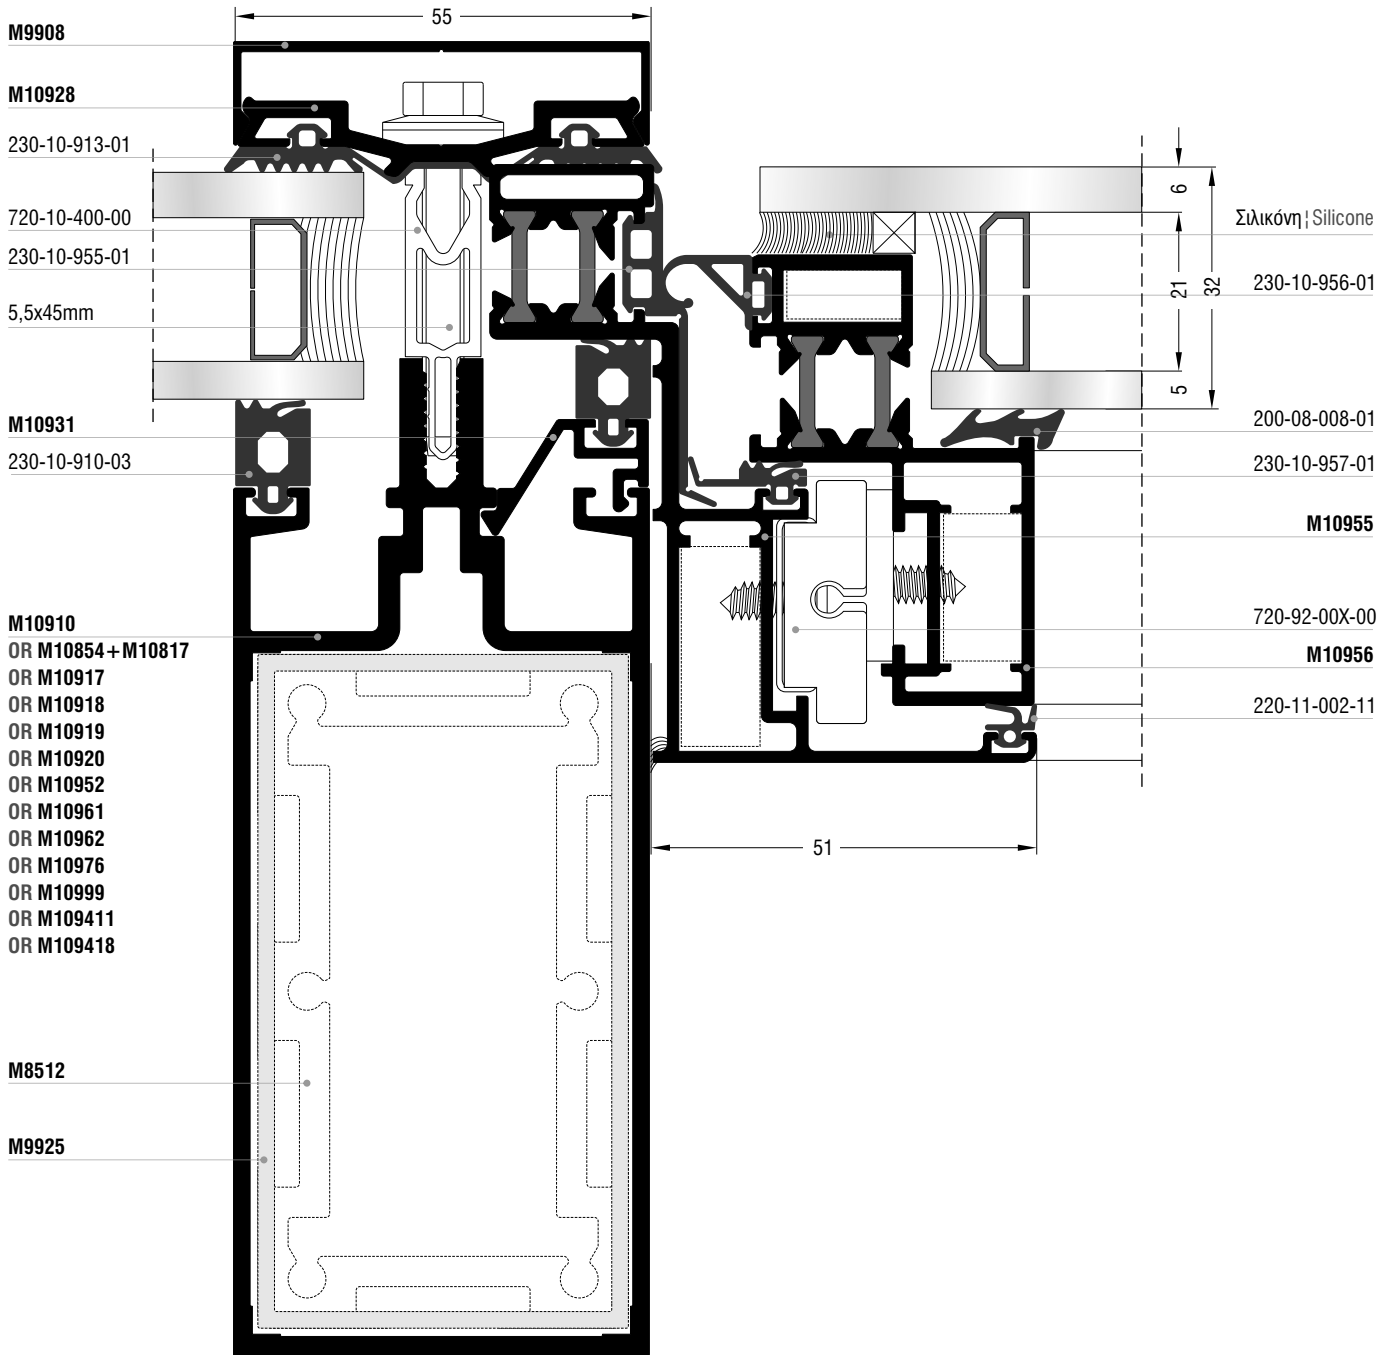 55
M9908
M10928
230-10-913-01
720-10-400-00
230-10-955-01
5,5x45mm
M10931
230-10-910-03
M10910
OR M10854+M10817
OR M10917
OR M10918
OR M10919
OR M10920
OR M10952
OR M10961
OR M10962
OR M10976
OR M10999
OR M109411
OR M109418
M8512
M9925
6
21
32
5
Σιλικόνη ¦ Silicone
230-10-956-01
200-08-008-01
230-10-957-01
M10955
720-92-00X-00
M10956
220-11-002-11
51